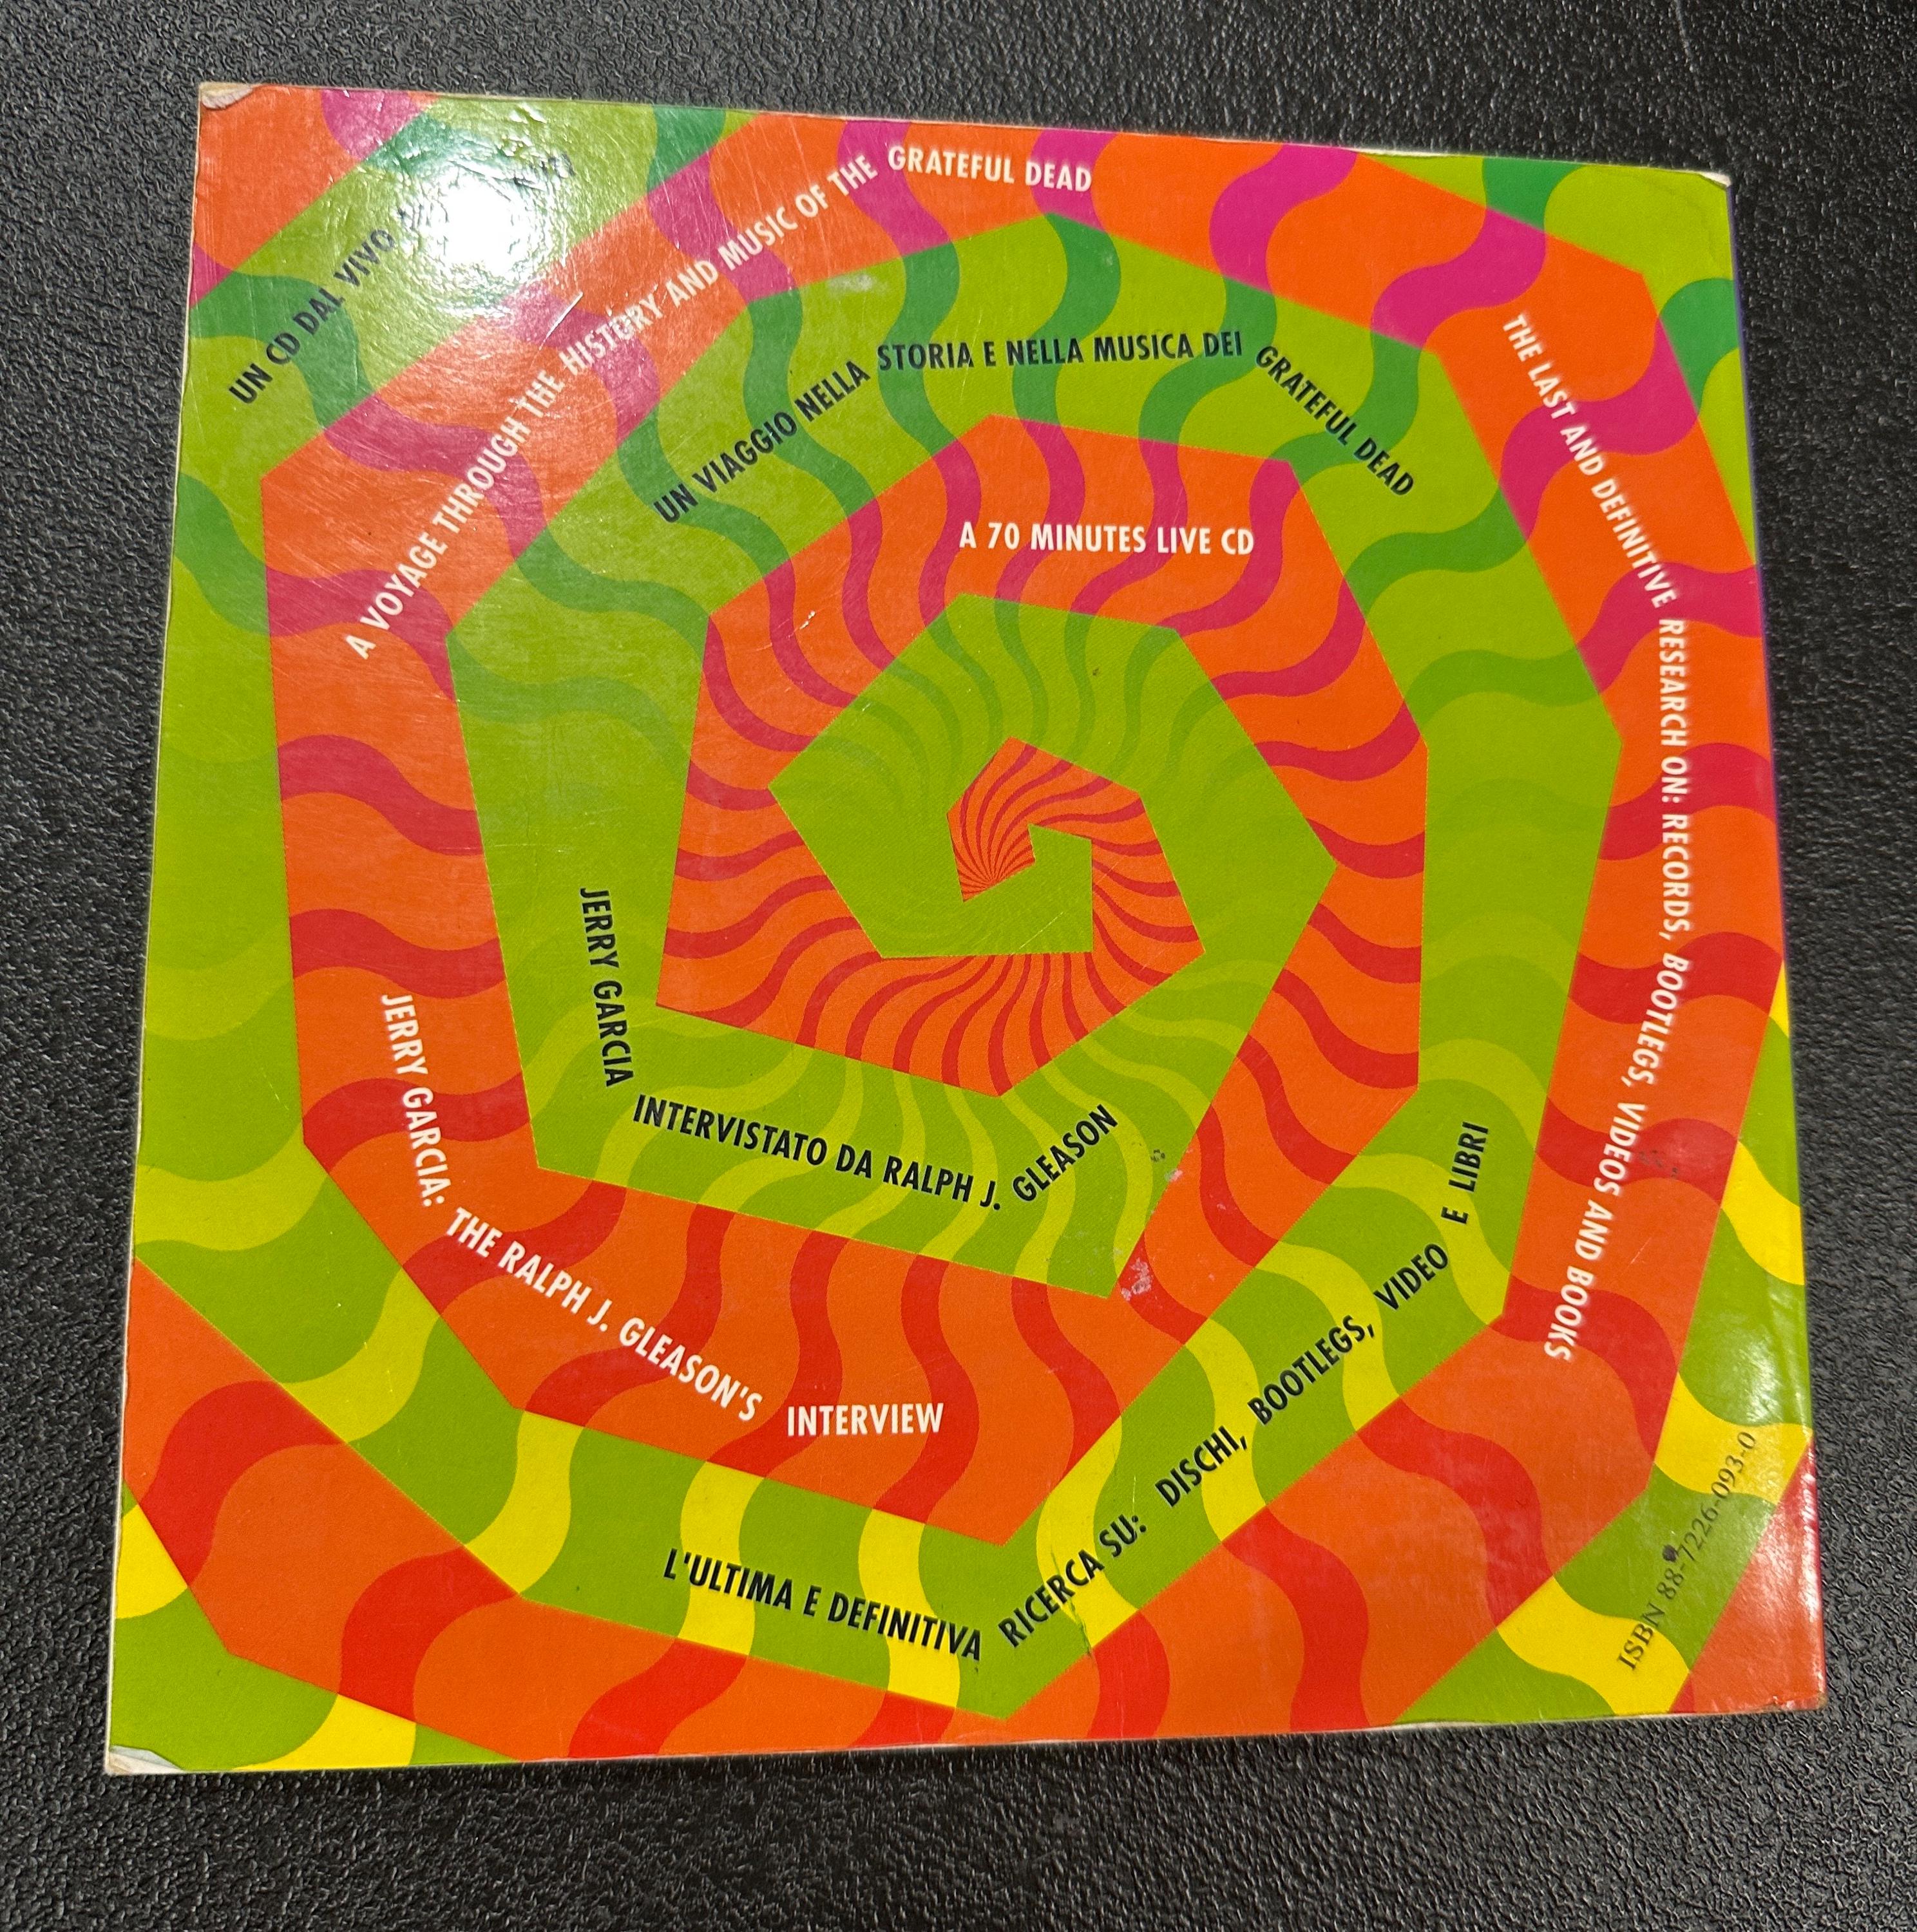 UN CD DAL VIVO
A VOYAGE THROUGH THE HISTORY AND MUSIC OF THE GRATEFUL DEAD
UN VIAGGIO NELLA STORIA E NELLA MUSICA DEI GRATEFUL DEAD
A 70 MINUTES LIVE CD
THE LAST AND DEFINITIVE RESEARCH ON: RECORDS, BOOTLEGS, VIDEOS AND BOOKS
JERRY GARCIA INTERVISTATO DA RALPH J. GLEASON
JERRY GARCIA: THE RALPH J. GLEASON'S INTERVIEW
L'ULTIMA E DEFINITIVA RICERCA SU: DISCHI, BOOTLEGS, VIDEO E LIBRI
ISBN 88-7226-093-0